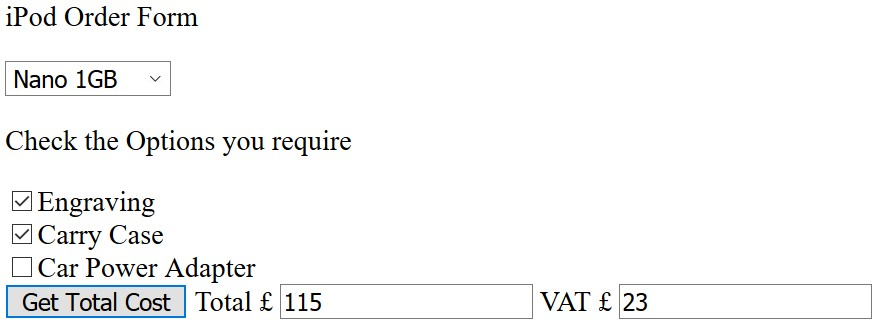 iPod Order Form
Nano 1GB
Check the Options you require
Engraving
Carry Case
Car Power Adapter
Get Total Cost Total £ 115 VAT £ 23